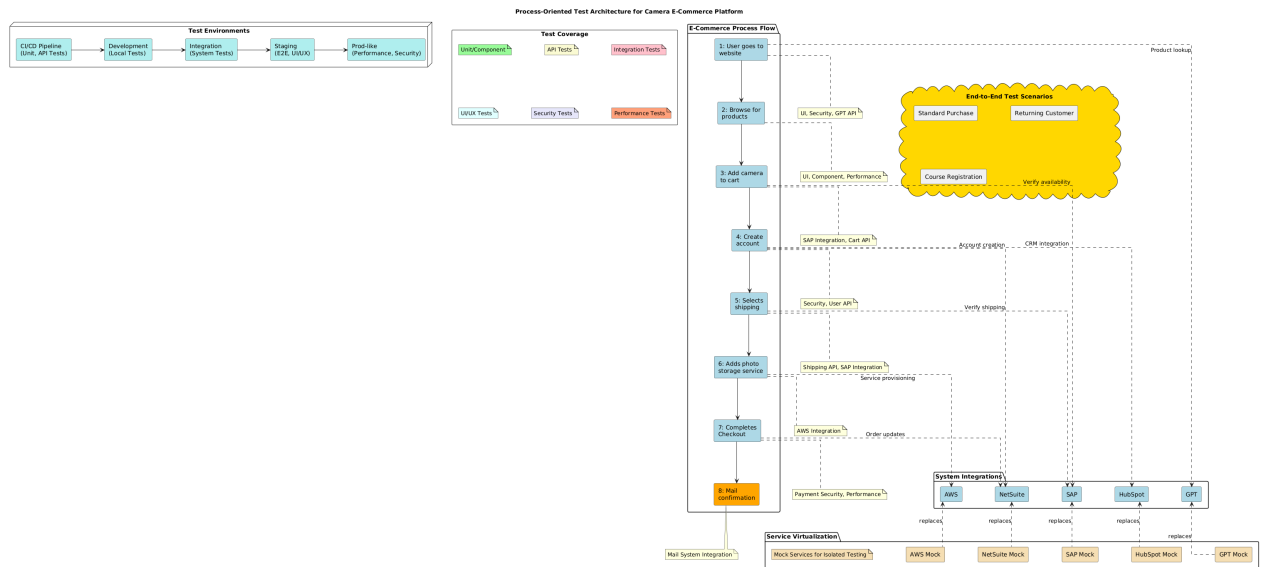 Process-Oriented Test Architecture for Camera E-Commerce Platform
Test Environments
CI/CD Pipeline
(Unit, API Tests)
Development
(Local Tests)
Integration
(System Tests)
Staging
(E2E, UI/UX)
Prod-like
(Performance, Security)
Test Coverage
Unit/Component
API Tests
Integration Tests
UI/UX Tests
Security Tests
Performance Tests
E-Commerce Process Flow
1: User goes to
website
2: Browse for
products
3: Add camera
to cart
4: Create
account
5: Selects
shipping
6: Adds photo
storage service
7: Completes
Checkout
8: Mail
confirmation
Product lookup
UI, Security, GPT API
UI, Component, Performance
SAP Integration, Cart API
Security, User API
Shipping API, SAP Integration
AWS Integration
Payment Security, Performance
Mail System Integration
End-to-End Test Scenarios
Standard Purchase
Returning Customer
Course Registration
Verify availability
Account creation
CRM integration
Verify shipping
Service provisioning
Order updates
System Integrations
AWS
NetSuite
SAP
HubSpot
GPT
replaces
replaces
replaces
replaces
replaces
Service Virtualization
Mock Services for Isolated Testing
AWS Mock
NetSuite Mock
SAP Mock
HubSpot Mock
GPT Mock